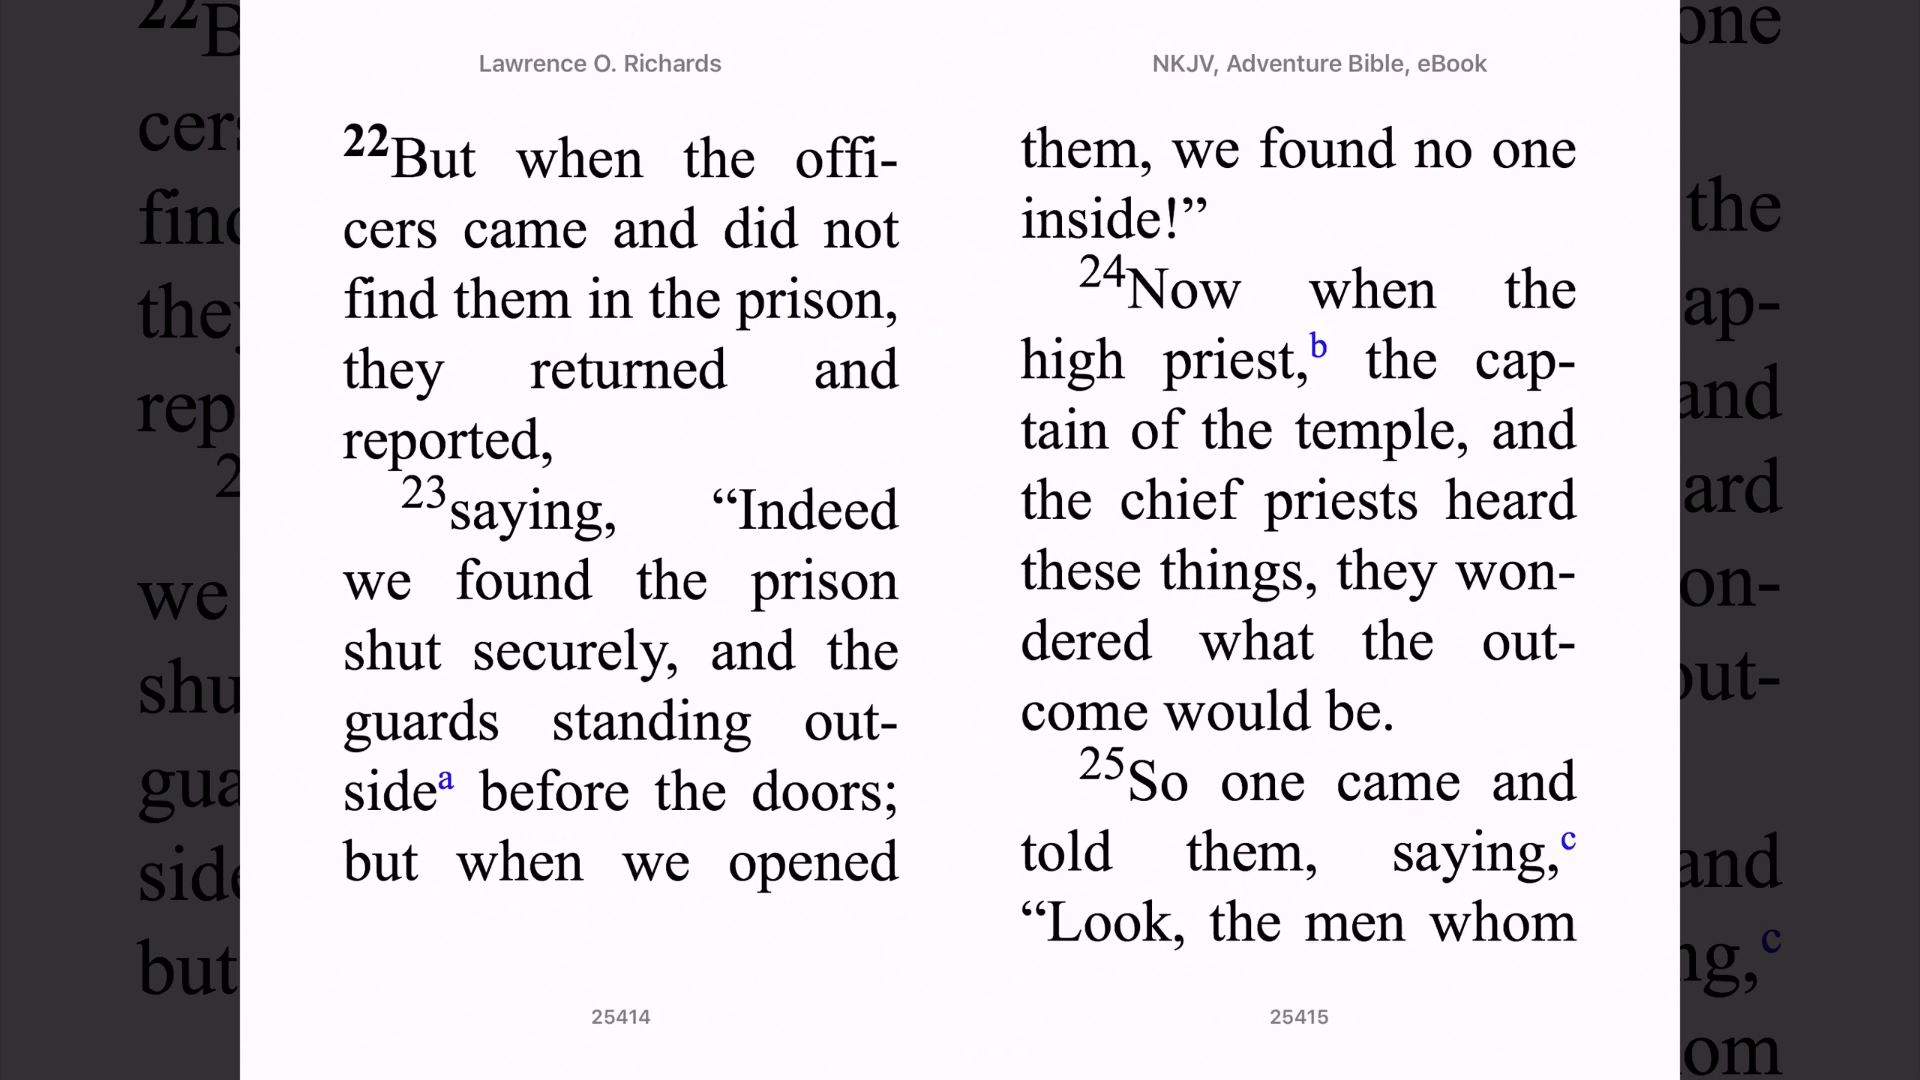 Lawrence O. Richards
22But when the offi-
cers came and did not
find them in the prison,
they returned and
reported,
23saying, “Indeed
we found the prison
shut securely, and the
guards standing out-
sidea before the doors;
but when we opened
25414
NKJV, Adventure Bible, eBook
them, we found no one
inside!”
24Now when the
high priest,b the cap-
tain of the temple, and
the chief priests heard
these things, they won-
dered what the out-
come would be.
25So one came and
told them, saying,c
“Look, the men whom
25415